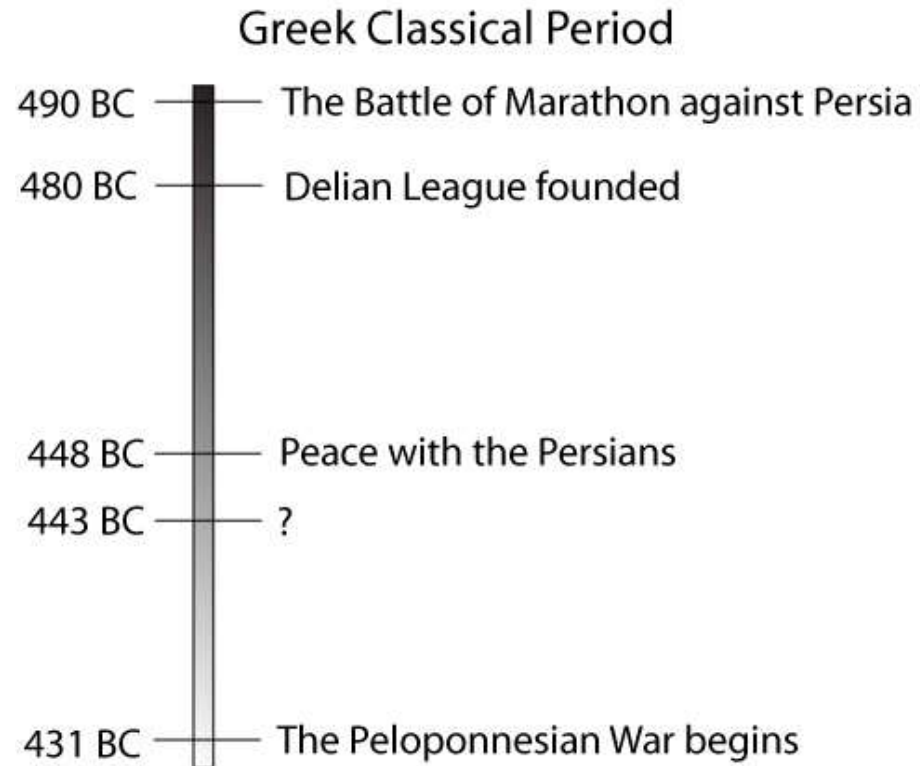 Greek Classical Period
490 BC The Battle of Marathon against Persia
480 BC Delian League founded
448 BC Peace with the Persians
443 BC ?
431 BC The Peloponnesian War begins